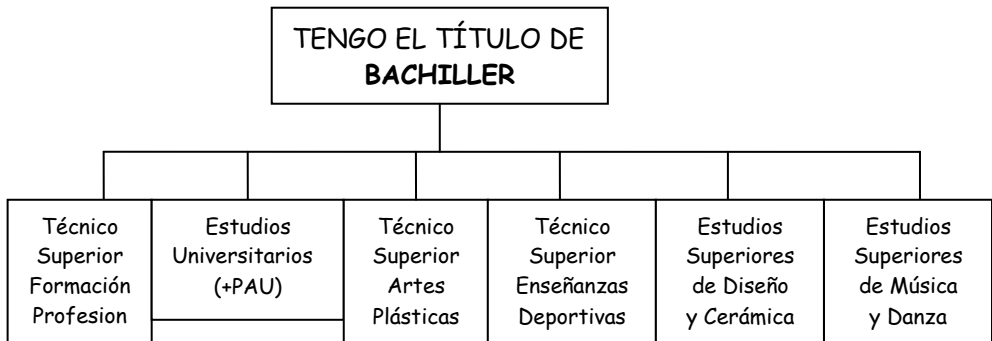 TENGO EL TÍTULO DE
BACHILLER
Técnico
Superior
Formación
Profesion
Estudios
Universitarios
(+PAU)
Técnico
Superior
Artes
Plásticas
Técnico
Superior
Enseñanzas
Deportivas
Estudios
Superiores
de Diseño
y Cerámica
Estudios
Superiores
de Música
y Danza